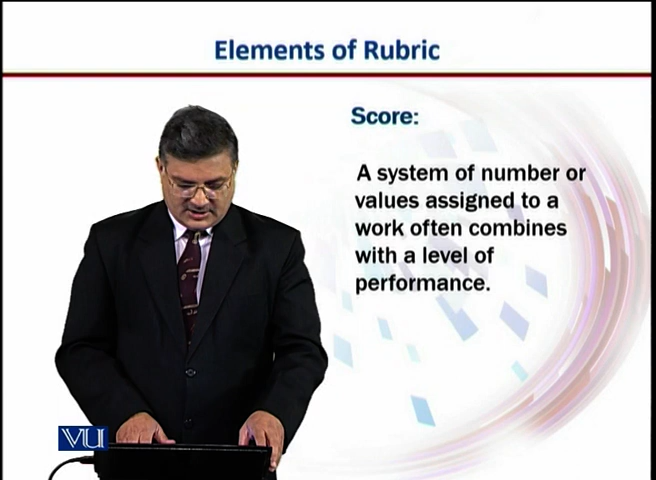 Elements of Rubric
Score:
A system of number or
values assigned to a
work often combines
with a level of
performance.
VU